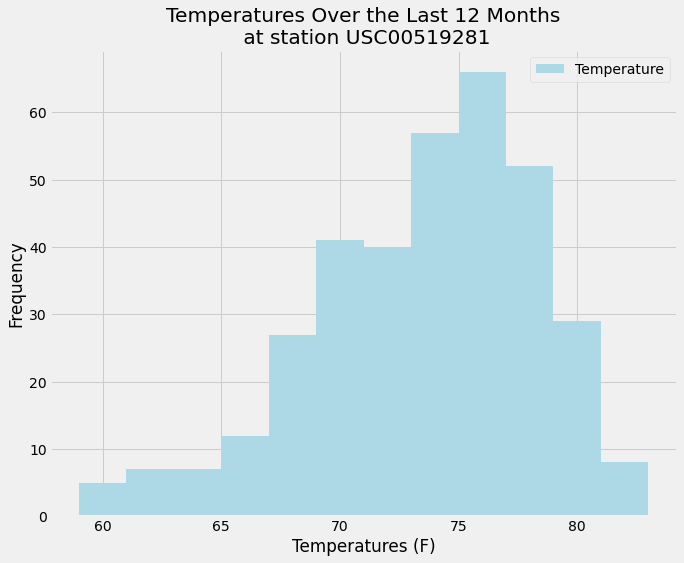 Temperatures Over the Last 12 Months
at station USC00519281
Temperature
60
50
40
30
20
10
0
Frequency
60 65 70 75 80
Temperatures (F)